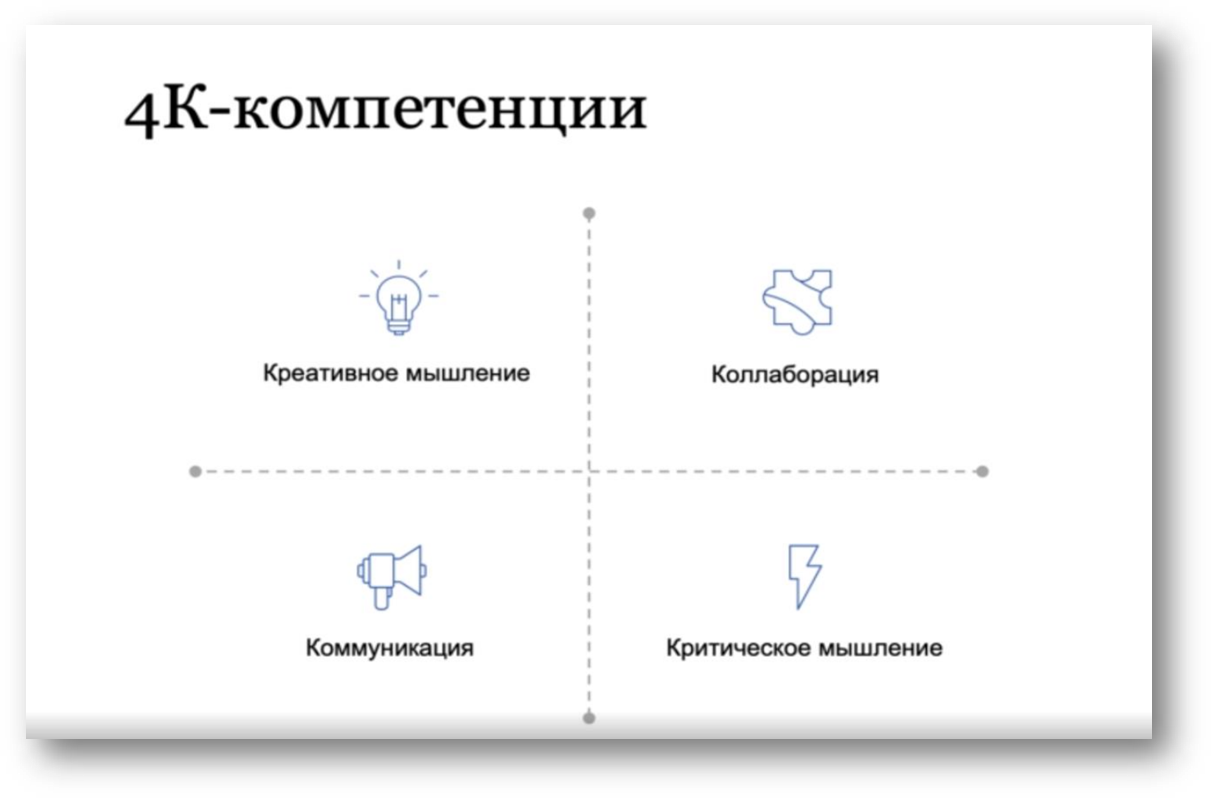 4К-компетенции
Креативное мышление
Коллаборация
Коммуникация
Критическое мышление